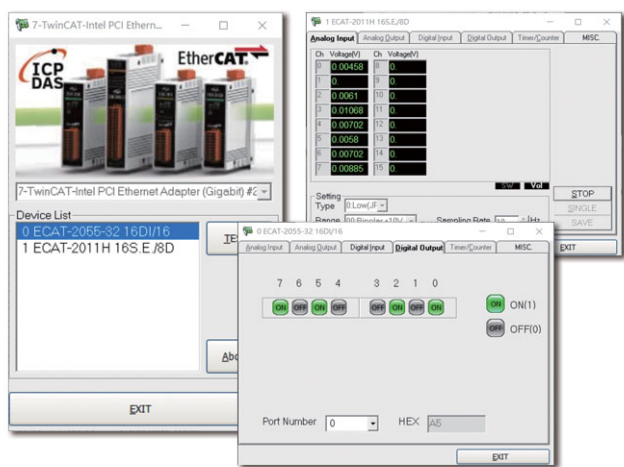 7-TwinCAT-Intel PCI Ethern...
ICP
DAS
EtherCAT
7-TwinCAT-Intel PCI Ethernet Adapter (Gigabit) #2
Device List
0 ECAT-2055-32 16DI/16
1 ECAT-2011H 16S.E./8D
EXIT
1 ECAT-2011H 16S.E./8D
Analog Input Analog Output Digital Input Digital Output Timer/Counter MISC.
Ch Voltage(V) Ch Voltage(V)
0 0.00458 8 0.
1 0. 9 0.
2 0.0061 10 0.
3 0.01068 11 0.
4 0.00702 12 0.
5 0.0058 13 0.
6 0.00702 14 0.
7 0.00885 15 0.
SW Vol
Setting
Type 0:Low(JF
STOP
SINGLE
Sampling Rate Hz
SAVE
EXIT
0 ECAT-2055-32 16DI/16
Analog Input Analog Output Digital Input Digital Output Timer/Counter MISC.
7 6 5 4 3 2 1 0
ON OFF ON OFF OFF ON OFF ON
ON ON(1)
OFF OFF(0)
Port Number 0 HEX A5
EXIT